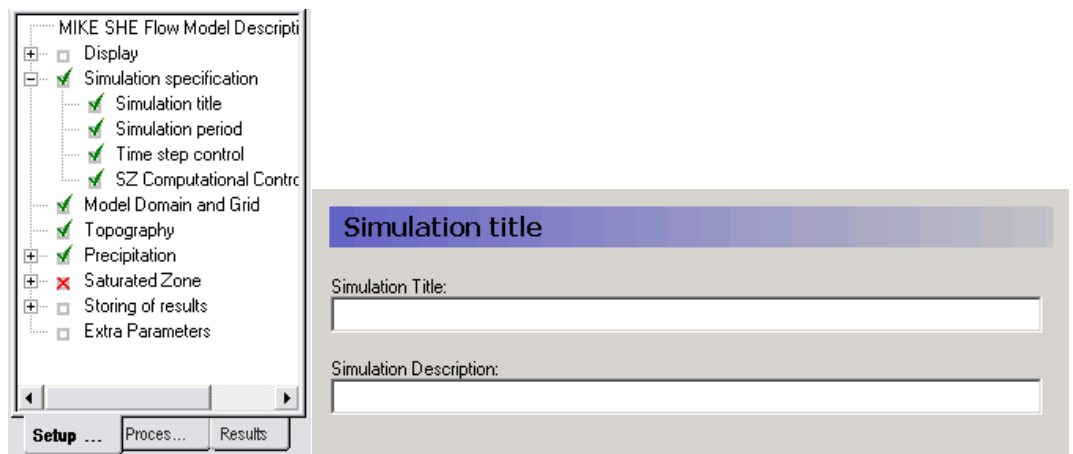 MIKE SHE Flow Model Descripti
Display
Simulation specification
Simulation title
Simulation period
Time step control
SZ Computational Contro
Model Domain and Grid
Topography
Precipitation
Saturated Zone
Storing of results
Extra Parameters
Setup ...
Proces...
Results
Simulation title
Simulation Title:
Simulation Description: